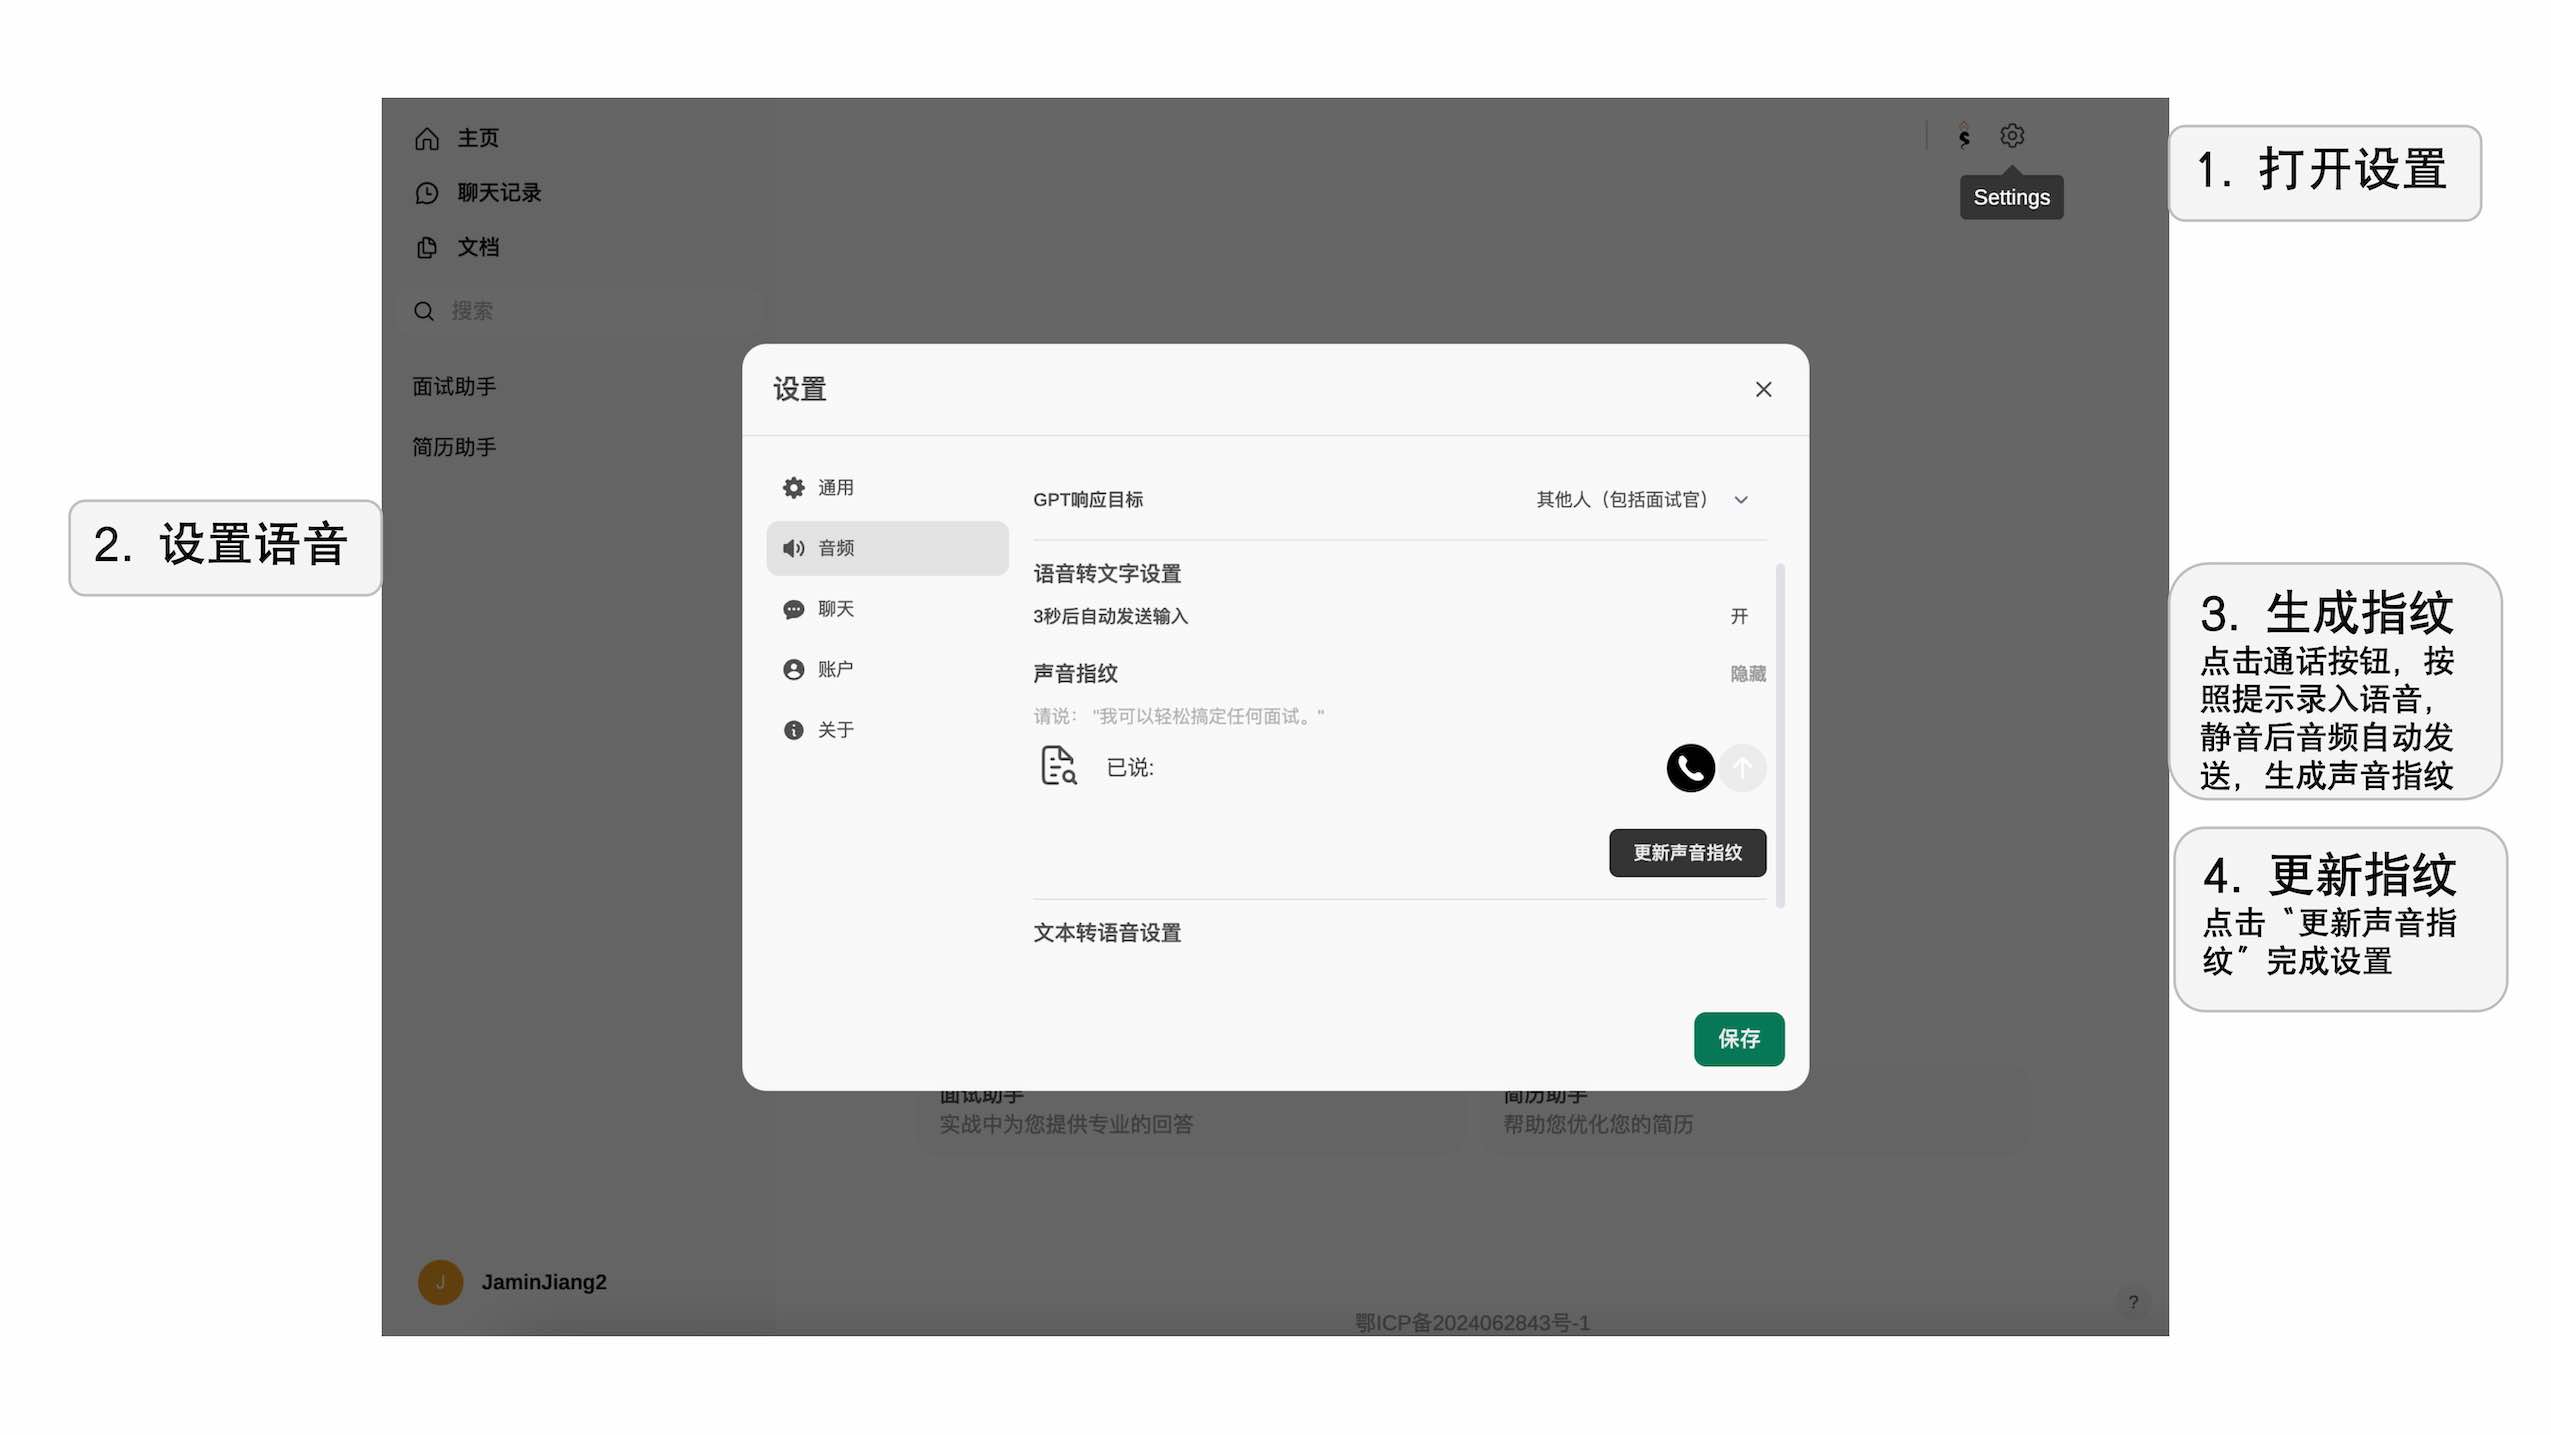 主页
聊天记录
文档
搜索
面试助手
简历助手
Settings
1. 打开设置
2. 设置语音
设置
通用
音频
聊天
账户
关于
GPT响应目标
其他人（包括面试官）
语音转文字设置
3秒后自动发送输入
开
声音指纹
隐藏
请说： "我可以轻松搞定任何面试。"
已说:
更新声音指纹
文本转语音设置
保存
3. 生成指纹
点击通话按钮，按
照提示录入语音，
静音后音频自动发
送，生成声音指纹
4. 更新指纹
点击〝更新声音指
纹〞完成设置
面试助手
实战中为您提供专业的回答
简历助手
帮助您优化您的简历
J
JaminJiang2
鄂ICP备2024062843号-1
?